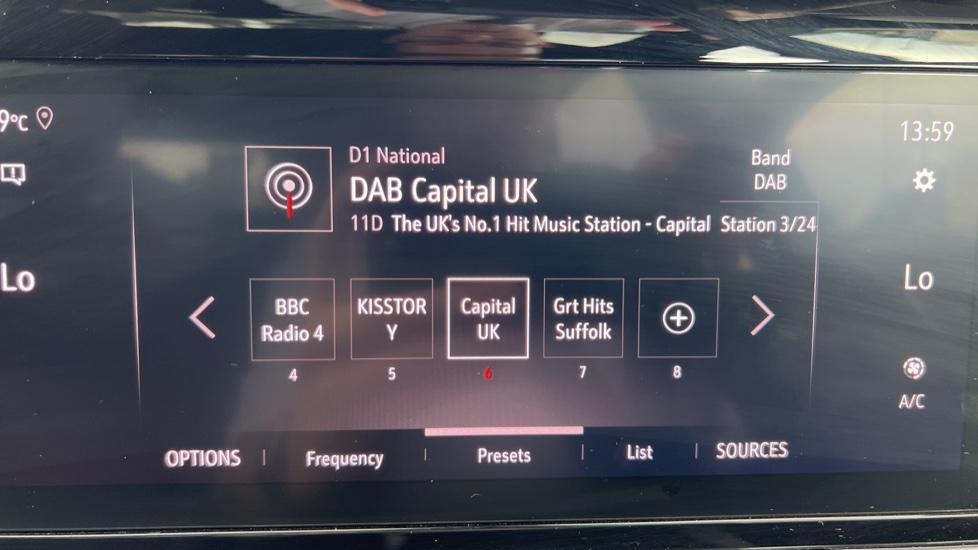 9°C
13:59
D1 National
DAB Capital UK
11D The UK's No.1 Hit Music Station - Capital
Band
DAB
Station 3/24
Lo
Lo
BBC
Radio 4
KISSTOR
Y
Capital
UK
Grt Hits
Suffolk
4
5
6
7
8
A/C
OPTIONS
Frequency
Presets
List
SOURCES